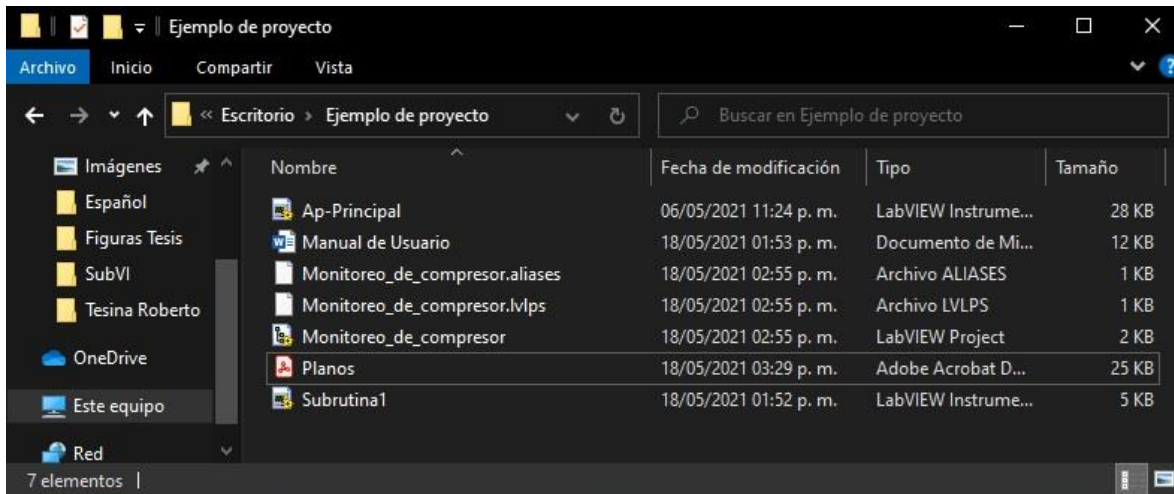 Ejemplo de proyecto
Archivo Inicio Compartir Vista
« Escritorio › Ejemplo de proyecto Buscar en Ejemplo de proyecto
Imágenes
Español
Figuras Tesis
SubVI
Tesina Roberto
OneDrive
Este equipo
Red
Nombre Fecha de modificación Tipo Tamaño
Ap-Principal 06/05/2021 11:24 p. m. LabVIEW Instrume... 28 KB
Manual de Usuario 18/05/2021 01:53 p. m. Documento de Mi... 12 KB
Monitoreo_de_compresor.aliases 18/05/2021 02:55 p. m. Archivo ALIASES 1 KB
Monitoreo_de_compresor.lvlps 18/05/2021 02:55 p. m. Archivo LVLPS 1 KB
Monitoreo_de_compresor 18/05/2021 02:55 p. m. LabVIEW Project 2 KB
Planos 18/05/2021 03:29 p. m. Adobe Acrobat D... 25 KB
Subrutina1 18/05/2021 01:52 p. m. LabVIEW Instrume... 5 KB
7 elementos